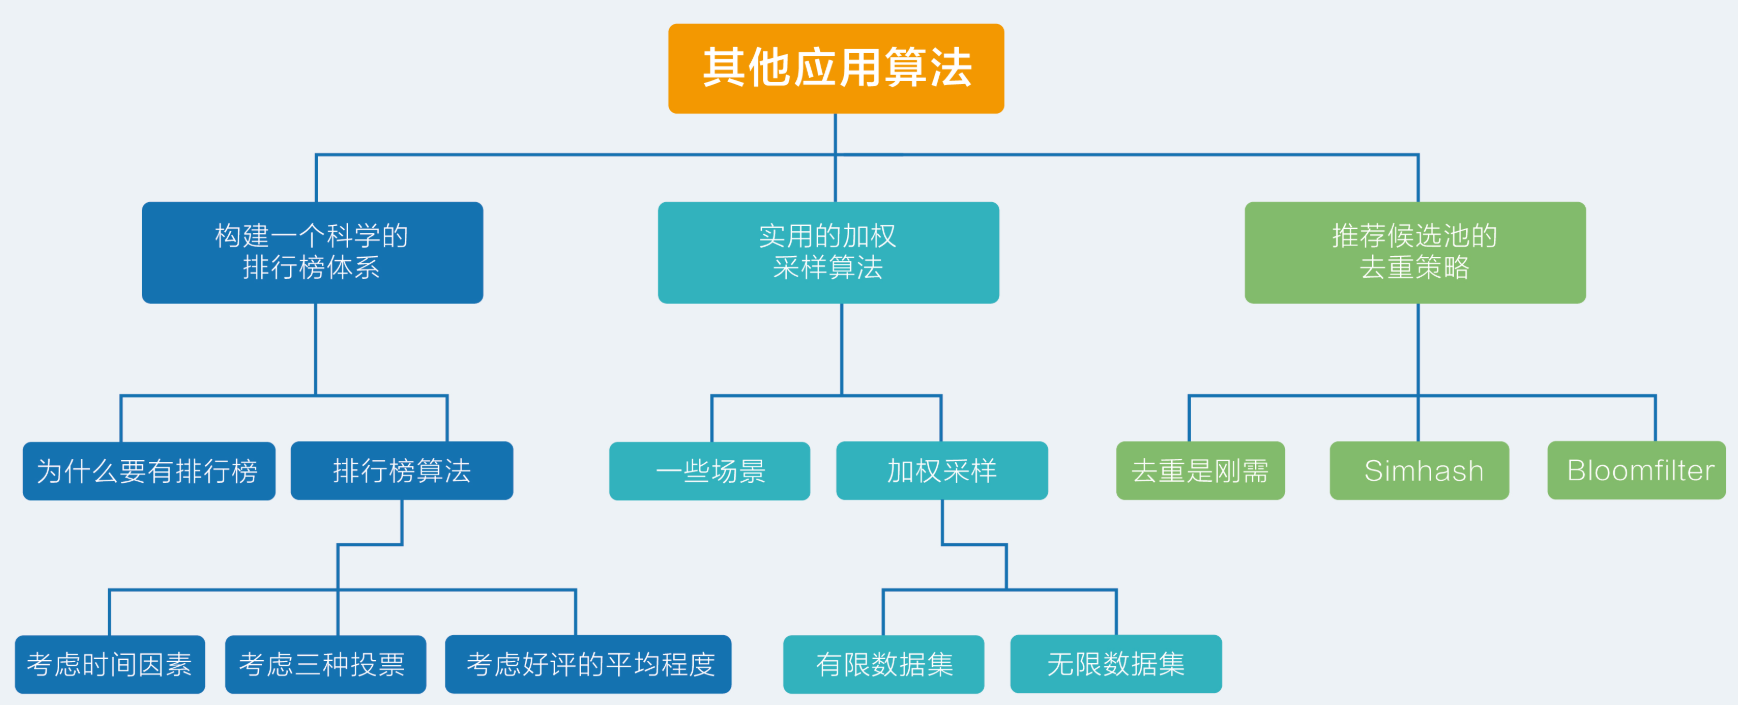 其他应用算法
构建一个科学的
排行榜体系
实用的加权
采样算法
推荐候选池的
去重策略
为什么要有排行榜
排行榜算法
一些场景
加权采样
去重是刚需
Simhash
Bloomfilter
考虑时间因素
考虑三种投票
考虑好评的平均程度
有限数据集
无限数据集